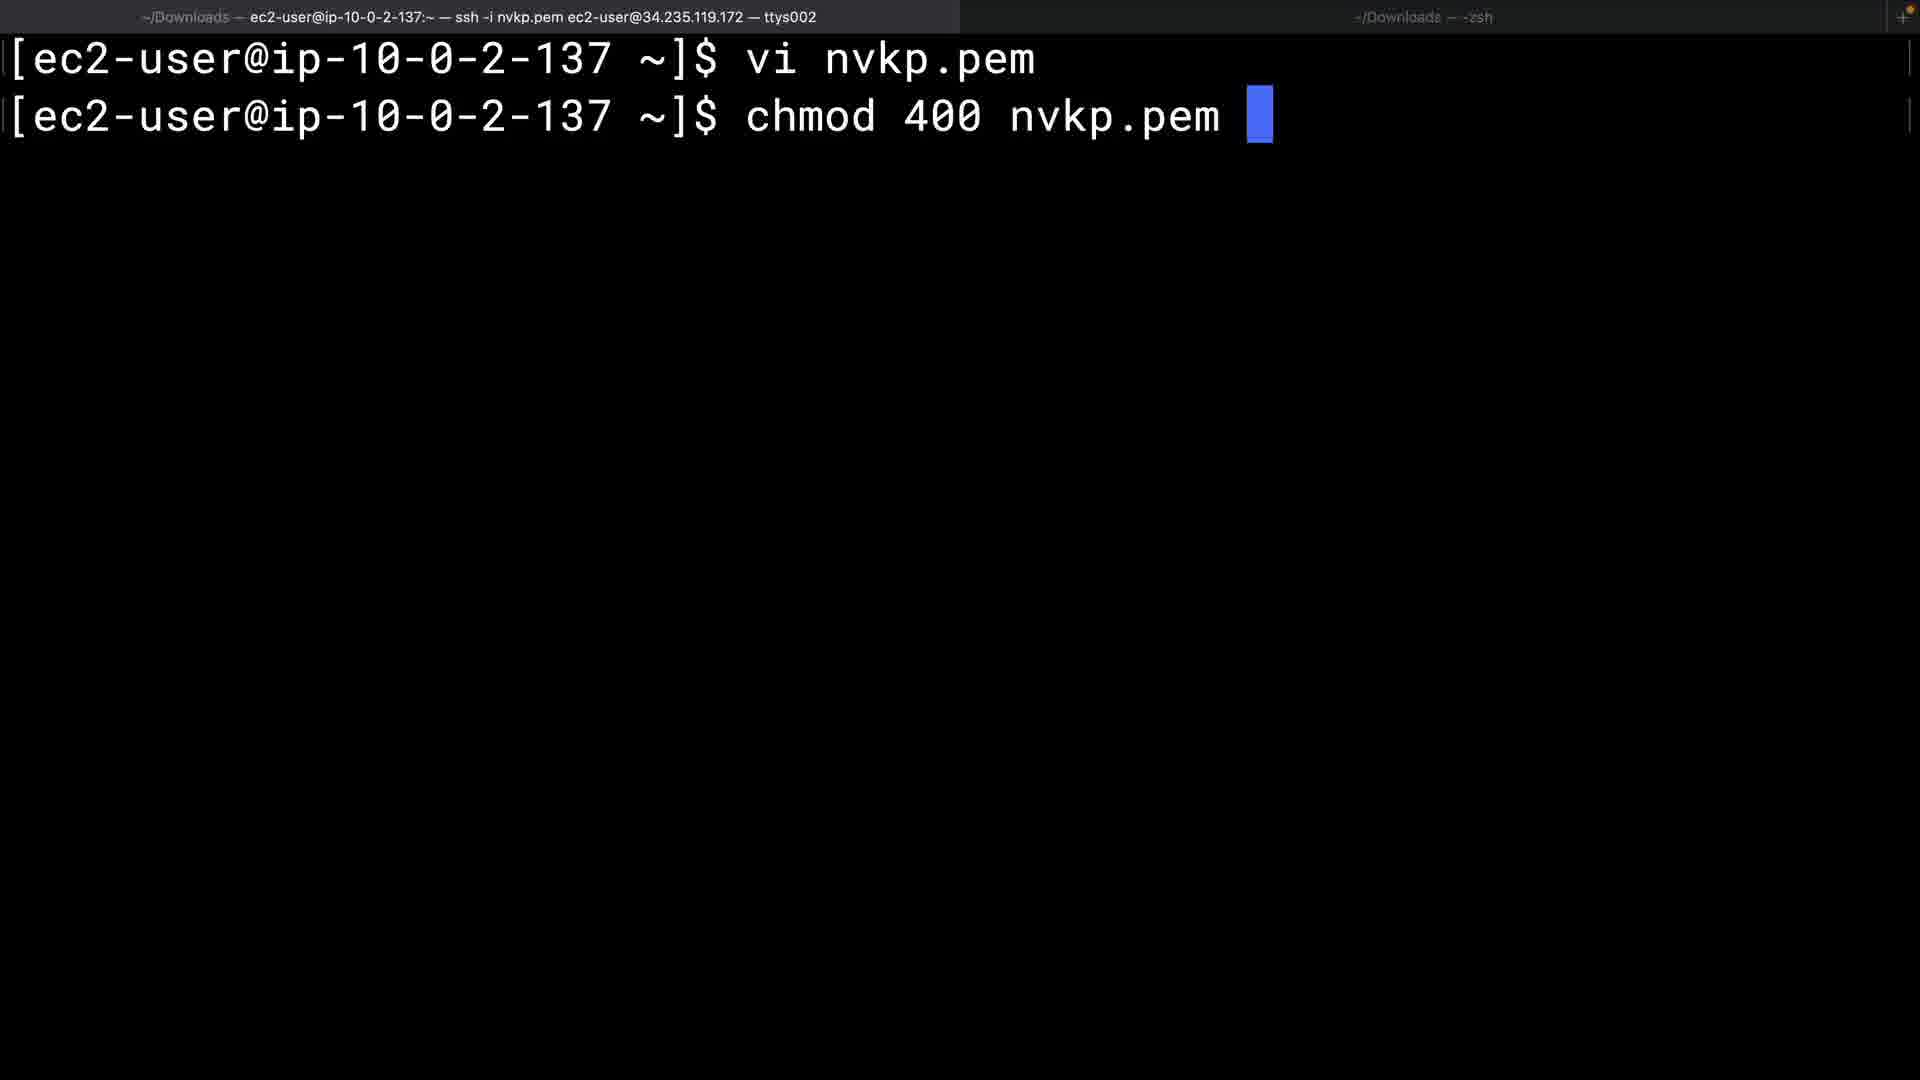 ~/Downloads — ec2-user@ip-10-0-2-137:~ — ssh -i nvkp.pem ec2-user@34.235.119.172 — ttys002
~/Downloads — -zsh
+
[ec2-user@ip-10-0-2-137 ~]$ vi nvkp.pem
[ec2-user@ip-10-0-2-137 ~]$ chmod 400 nvkp.pem